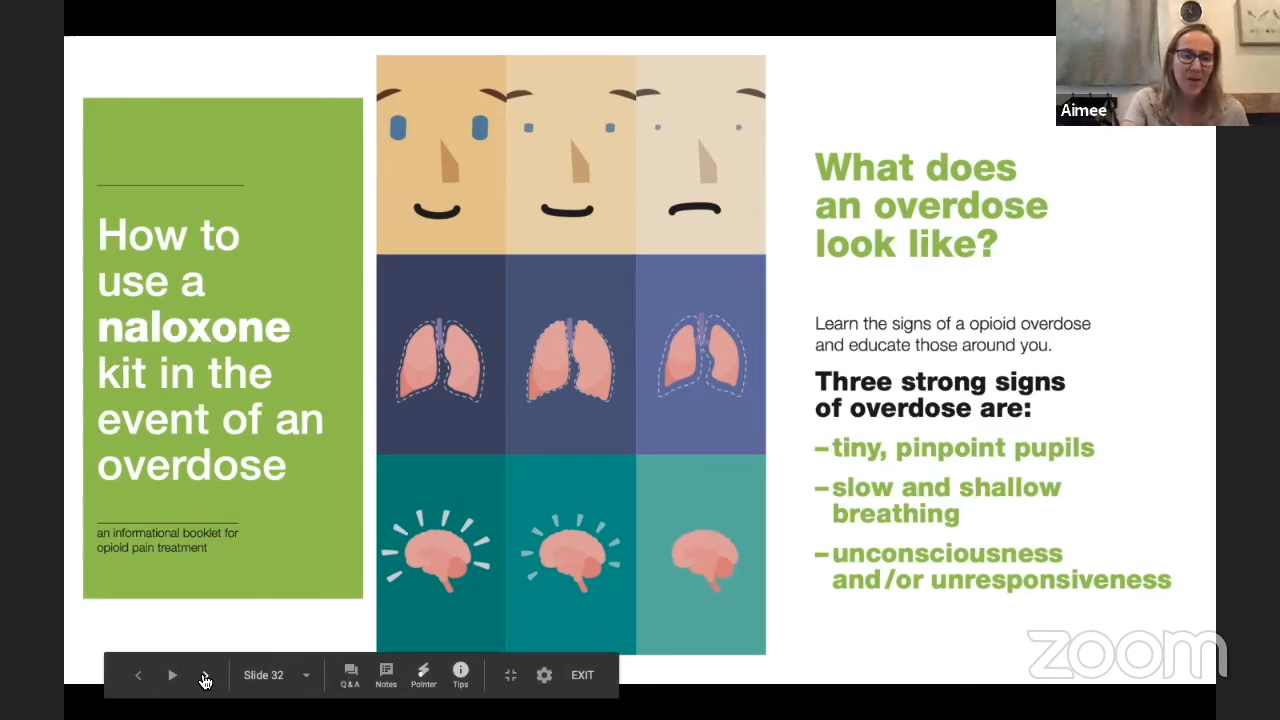 How to
use a
naloxone
kit in the
event of an
overdose
an informational booklet for
opioid pain treatment
What does
an overdose
look like?
Learn the signs of a opioid overdose
and educate those around you.
Three strong signs
of overdose are:
–tiny, pinpoint pupils
–slow and shallow
breathing
–unconsciousness
and/or unresponsiveness
Aimee
zoom
Slide 32
Q & A
Notes
Pointer
Tips
EXIT